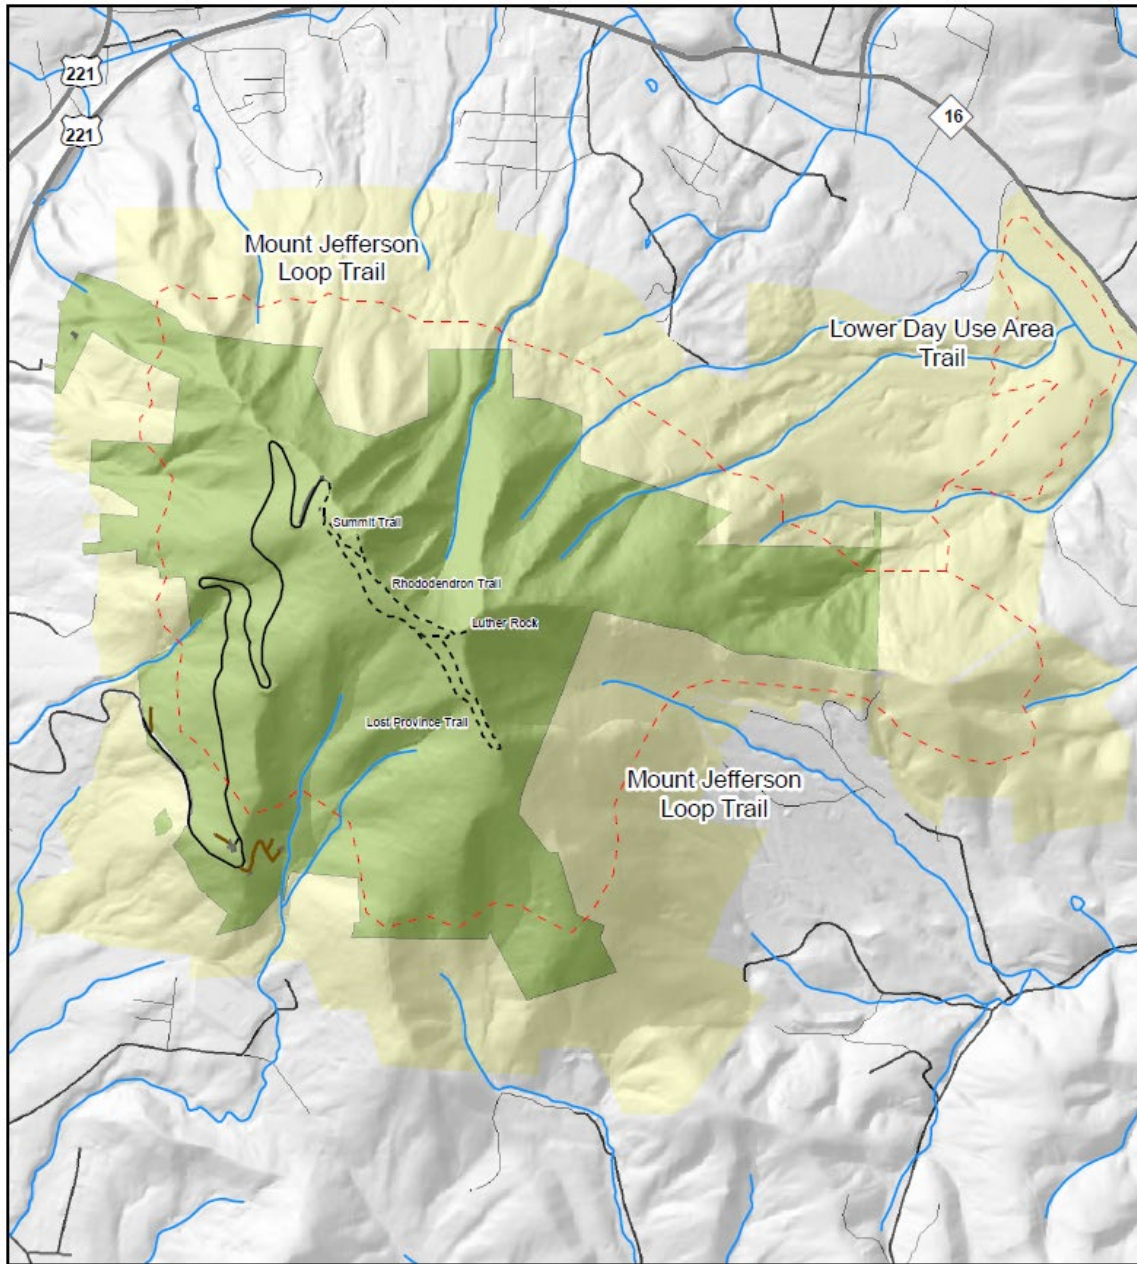 221
221
16
Mount Jefferson
Loop Trail
Lower Day Use Area
Trail
Summit Trail
Rhododendron Trail
Luther Rock
Lost Province Trail
Mount Jefferson
Loop Trail